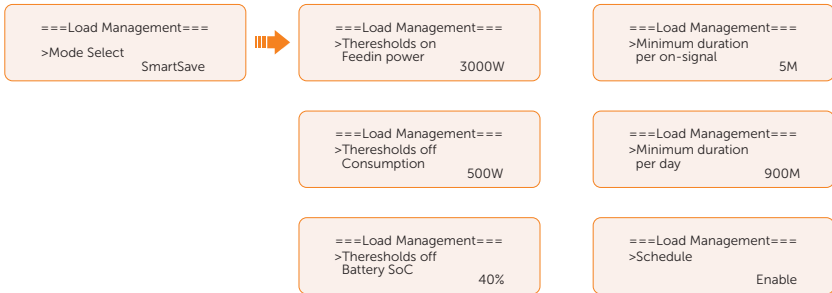 ===Load Management===
>Mode Select
SmartSave
===Load Management===
>Theresholds on
Feedin power
3000W
===Load Management===
>Minimum duration
per on-signal
5M
===Load Management===
>Theresholds off
Consumption
500W
===Load Management===
>Minimum duration
per day
900M
===Load Management===
>Theresholds off
Battery SoC
40%
===Load Management===
>Schedule
Enable